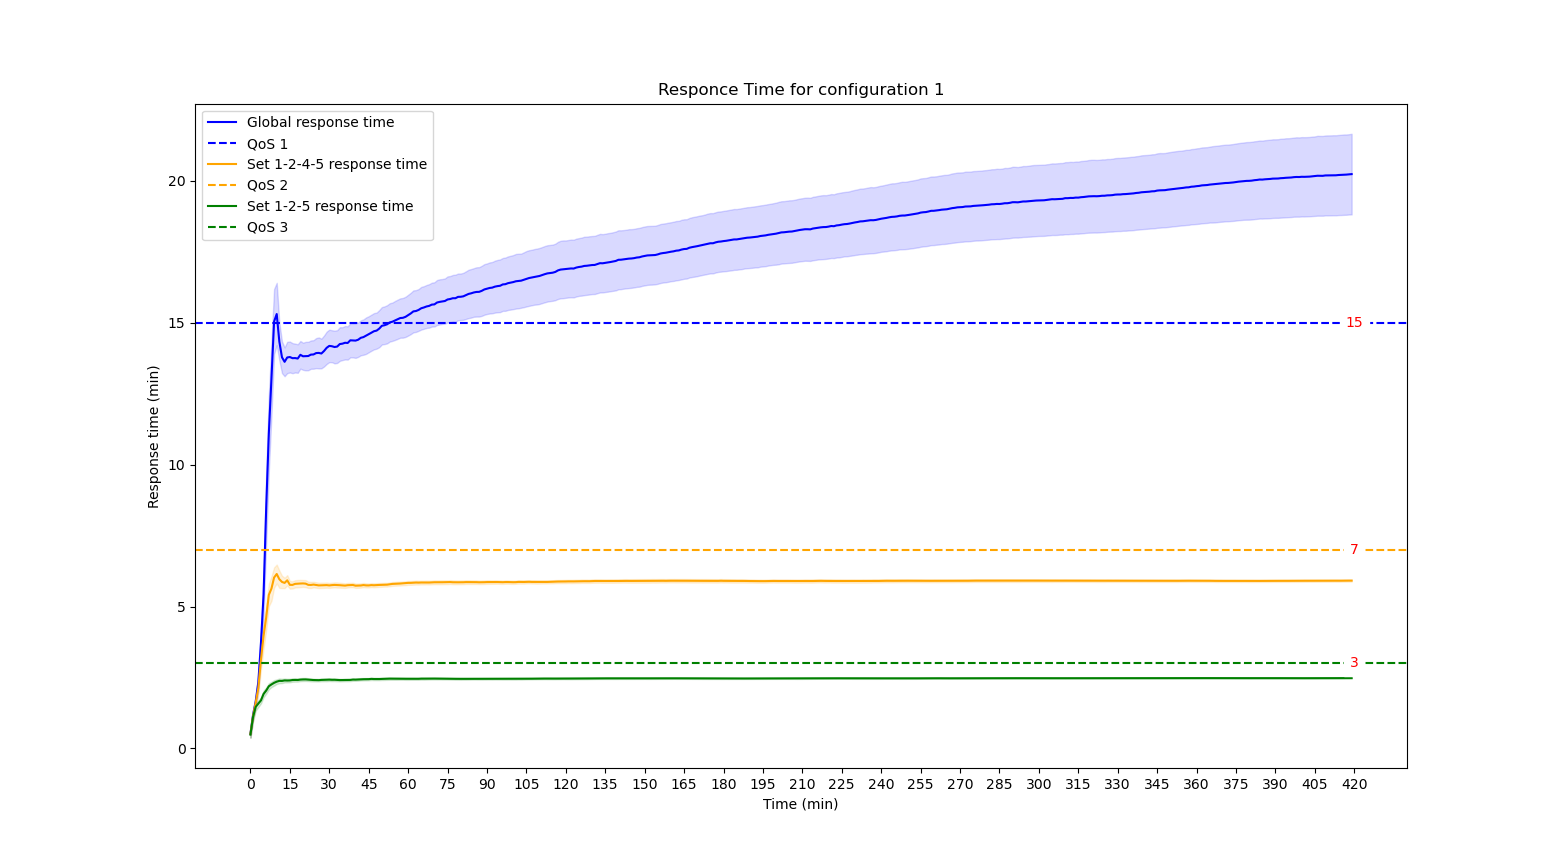 Responce Time for configuration 1
Global response time
QoS 1
Set 1-2-4-5 response time
QoS 2
Set 1-2-5 response time
QoS 3
20
15
10
5
0
Response time (min)
15
7
3
0 15 30 45 60 75 90 105 120 135 150 165 180 195 210 225 240 255 270 285 300 315 330 345 360 375 390 405 420
Time (min)